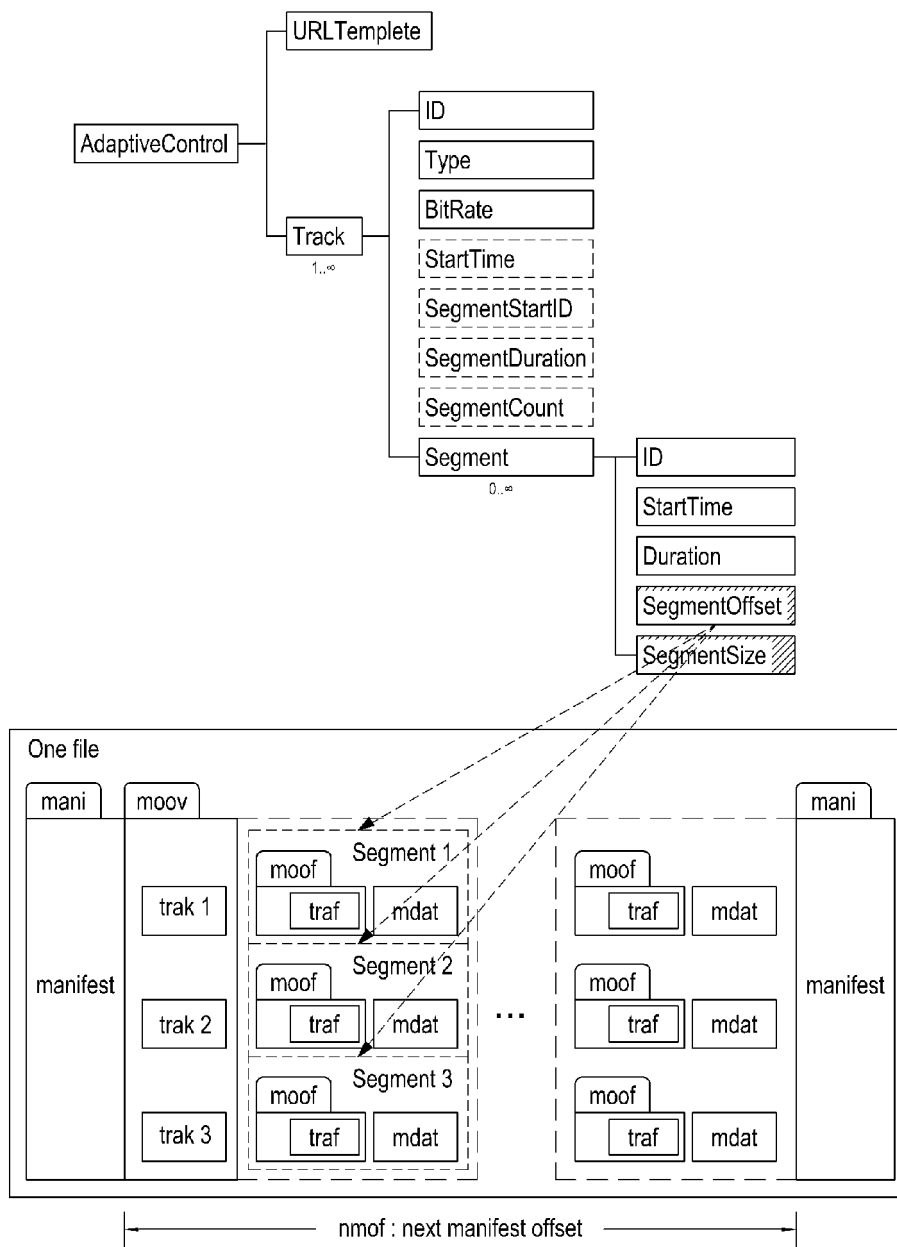 URLTemplete
AdaptiveControl
Track
1..∞
ID
Type
BitRate
StartTime
SegmentStartID
SegmentDuration
SegmentCount
Segment
0..∞
ID
StartTime
Duration
SegmentOffset
SegmentSize
One file
mani
moov
mani
manifest
trak 1
trak 2
trak 3
Segment 1
moof
traf
mdat
Segment 2
moof
traf
mdat
Segment 3
moof
traf
mdat
...
moof
traf
mdat
moof
traf
mdat
moof
traf
mdat
manifest
nmof : next manifest offset